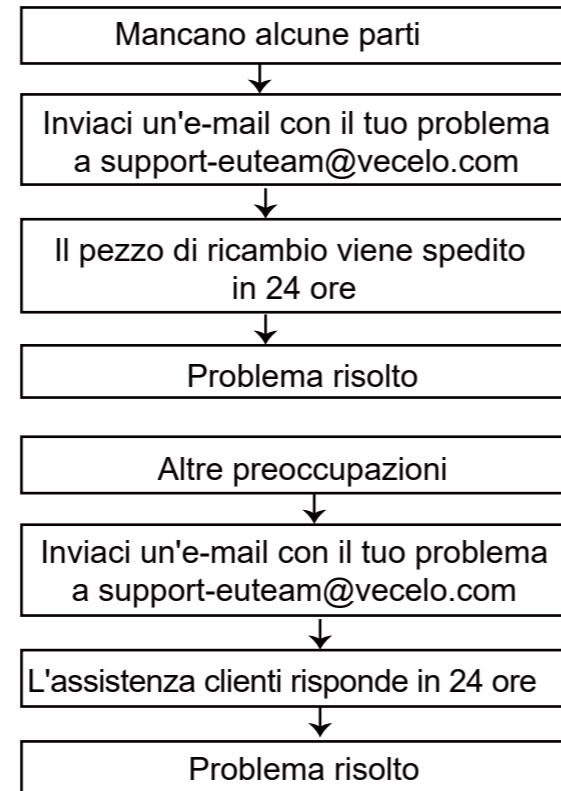 Mancano alcune parti
Inviaci un'e-mail con il tuo problema
a support-euteam@vecelo.com
Il pezzo di ricambio viene spedito
in 24 ore
Problema risolto
Altre preoccupazioni
Inviaci un'e-mail con il tuo problema
a support-euteam@vecelo.com
L'assistenza clienti risponde in 24 ore
Problema risolto